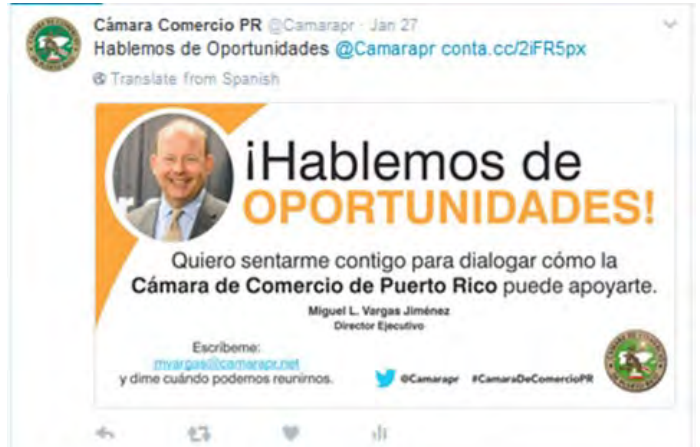 Cámara Comercio PR @Camarapr · Jan 27
Hablemos de Oportunidades @Camarapr conta.cc/2iFR5px
Translate from Spanish
¡Hablemos de
OPORTUNIDADES!
Quiero sentarme contigo para dialogar cómo la
Cámara de Comercio de Puerto Rico puede apoyarte.
Miguel L. Vargas Jiménez
Director Ejecutivo
Escríbeme:
mvargas@camarapr.net
y dime cuándo podemos reunirnos.
@Camarapr #CamaraDeComercioPR